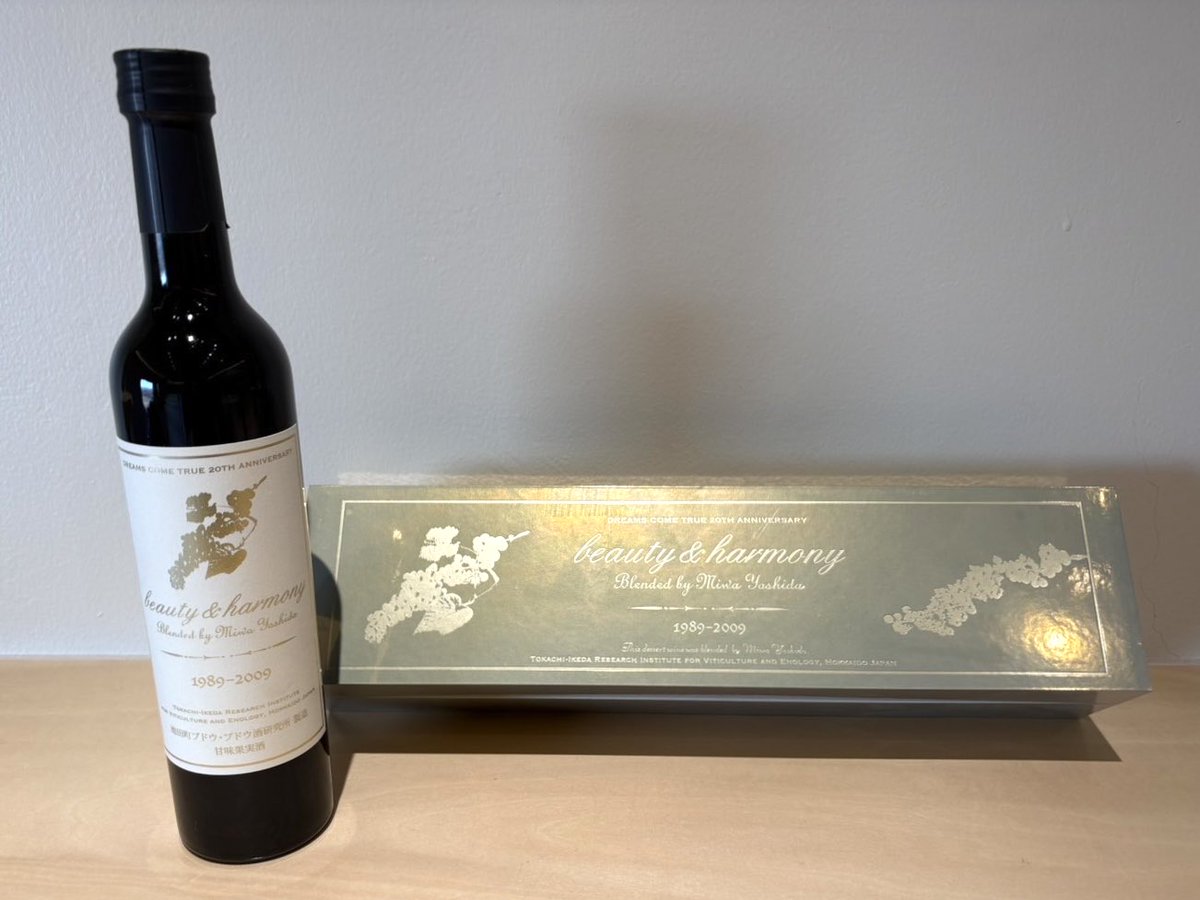 DREAMS COME TRUE 20TH ANNIVERSARY
beauty & harmony
Blended by Miwa Yoshida
1989-2009
TOKACHI-IKEDA RESEARCH INSTITUTE
FOR VITICULTURE AND ENOLOGY, HOKKAIDO JAPAN
池田町ブドウ・ブドウ酒研究所 製造
甘味果実酒
DREAMS COME TRUE 20TH ANNIVERSARY
beauty & harmony
Blended by Miwa Yoshida
1989-2009
This dessert wine was blended by Miwa Yoshida.
TOKACHI-IKEDA RESEARCH INSTITUTE FOR VITICULTURE AND ENOLOGY, HOKKAIDO JAPAN